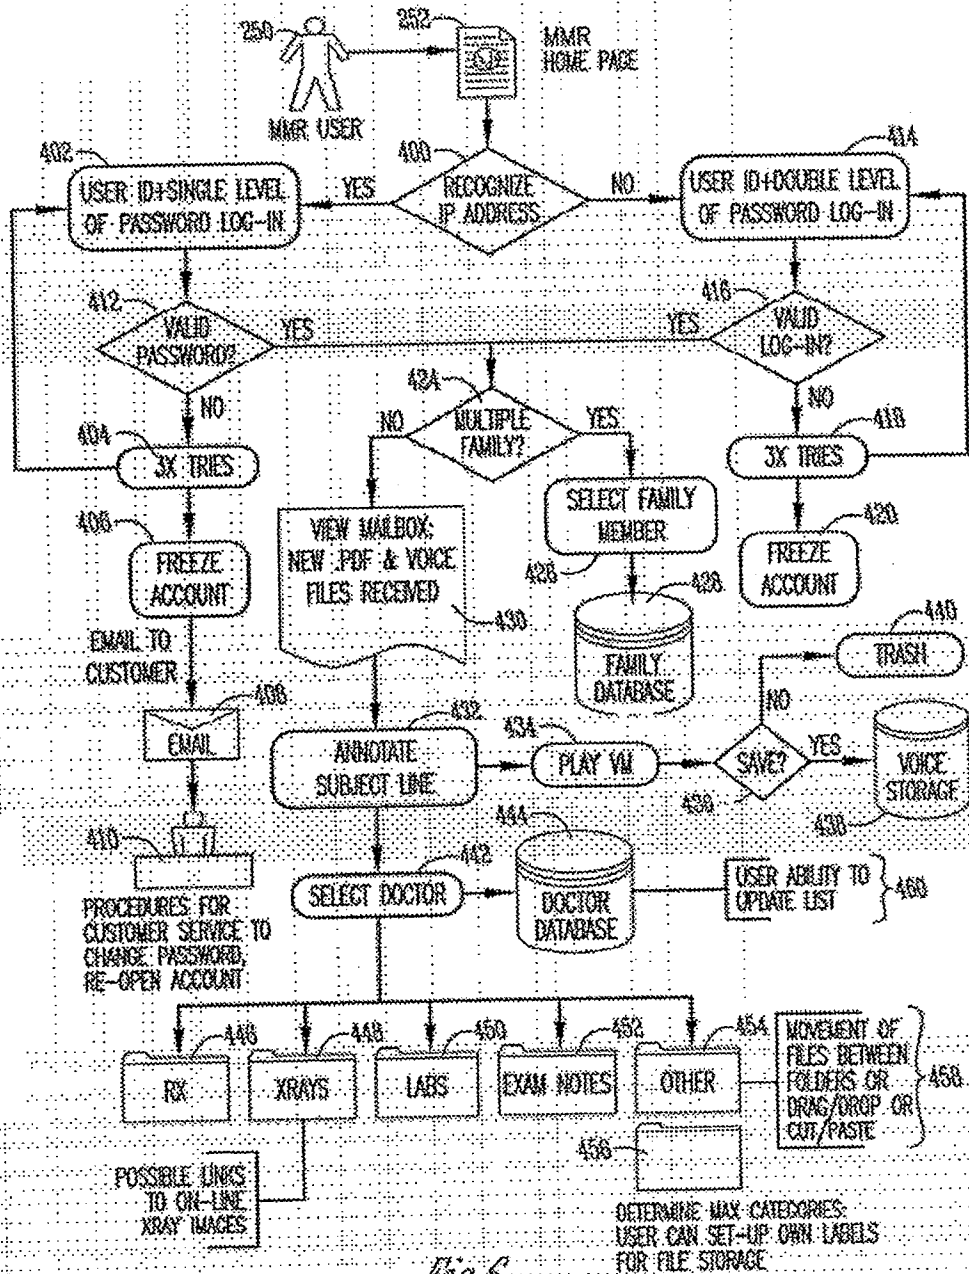 250
252
MMR
HOME PAGE
MMR USER
402
400
414
USER ID+SINGLE LEVEL
OF PASSWORD LOG-IN
YES
RECOGNIZE
IP ADDRESS
NO
USER ID+DOUBLE LEVEL
OF PASSWORD LOG-IN
412
VALID
PASSWORD?
YES
416
YES
VALID
LOG-IN?
NO
424
NO
MULTIPLE
FAMILY?
YES
NO
404
3X TRIES
418
3X TRIES
406
FREEZE
ACCOUNT
VIEW MAILBOX:
NEW .PDF & VOICE
FILES RECEIVED
430
SELECT FAMILY
MEMBER
426
420
FREEZE
ACCOUNT
428
FAMILY
DATABASE
EMAIL TO
CUSTOMER
408
EMAIL
440
TRASH
NO
432
ANNOTATE
SUBJECT LINE
434
PLAY VM
SAVE?
436
YES
VOICE
STORAGE
438
410
PROCEDURES FOR
CUSTOMER SERVICE TO
CHANGE PASSWORD,
RE-OPEN ACCOUNT
442
SELECT DOCTOR
444
DOCTOR
DATABASE
USER ABILITY TO
UPDATE LIST
460
446
RX
448
XRAYS
450
LABS
452
EXAM NOTES
454
OTHER
MOVEMENT OF
FILES BETWEEN
FOLDERS OR
DRAG/DROP OR
CUT/PASTE
458
456
POSSIBLE LINKS
TO ON-LINE
XRAY IMAGES
DETERMINE MAX CATEGORIES:
USER CAN SET-UP OWN LABELS
FOR FILE STORAGE